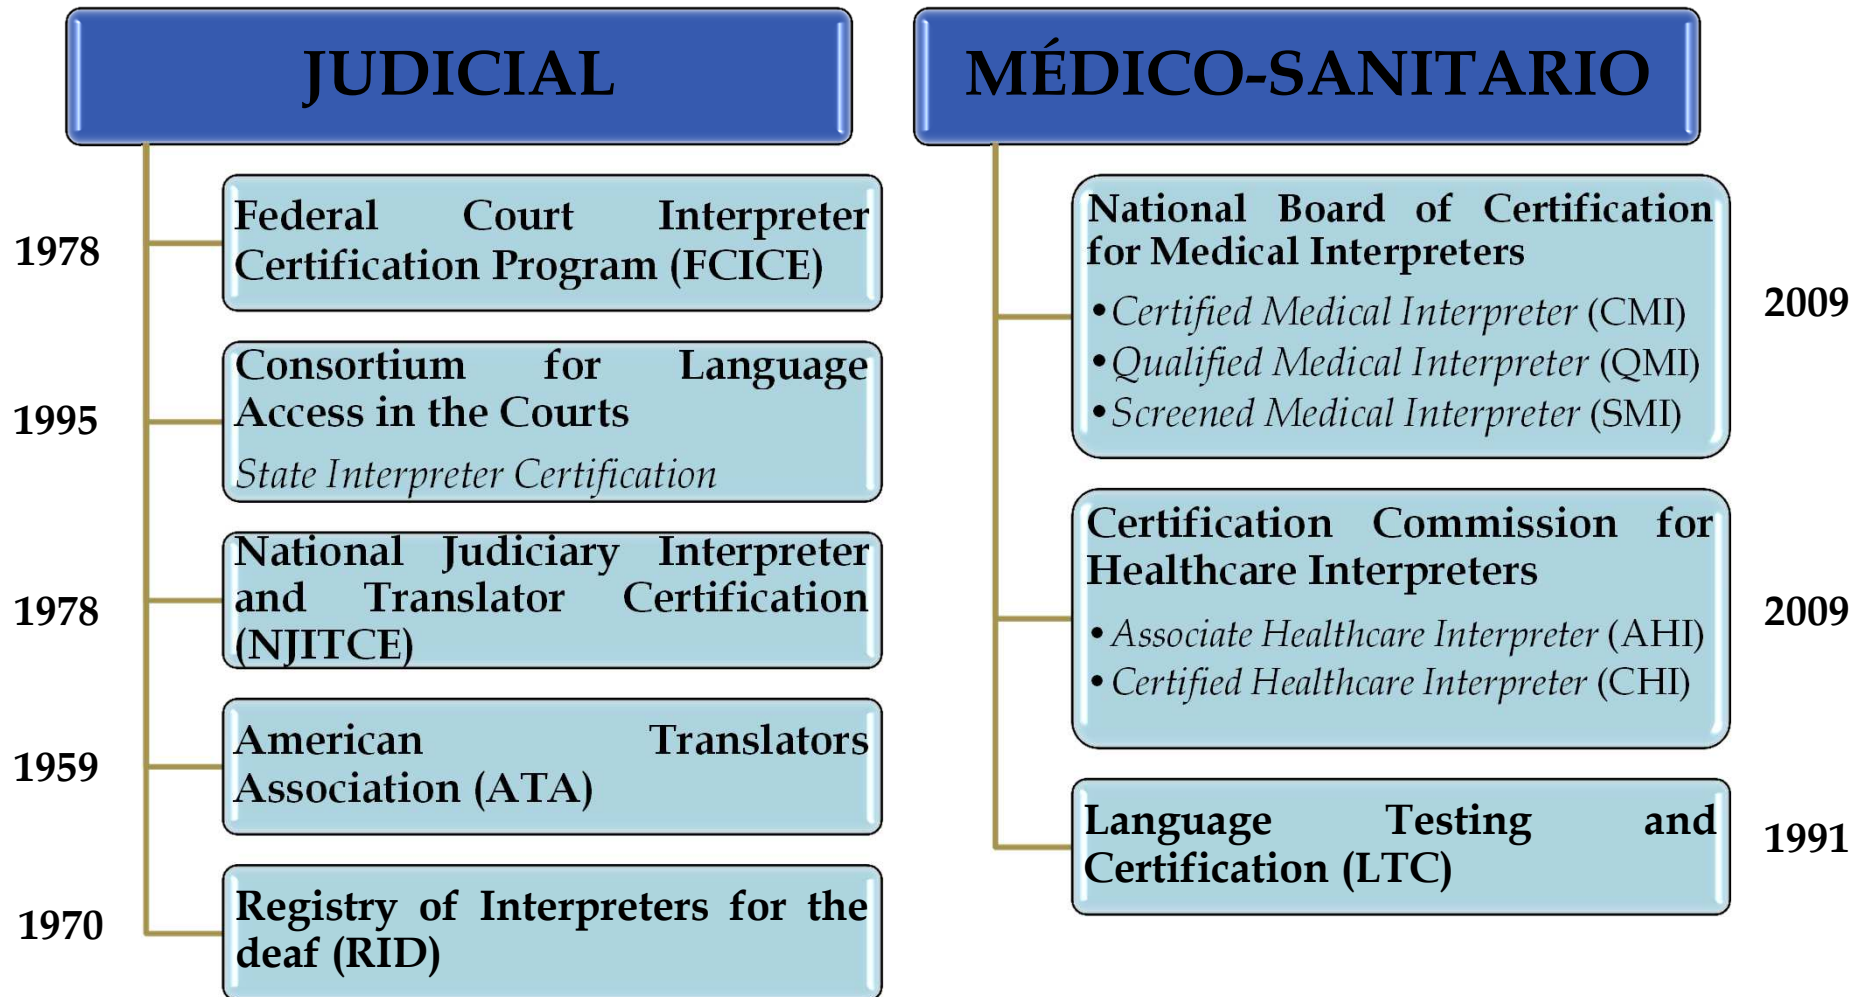 JUDICIAL
1978
Federal Court Interpreter
Certification Program (FCICE)
1995
Consortium for Language
Access in the Courts
State Interpreter Certification
1978
National Judiciary Interpreter
and Translator Certification
(NJITCE)
1959
American Translators
Association (ATA)
1970
Registry of Interpreters for the
deaf (RID)
MÉDICO-SANITARIO
National Board of Certification
for Medical Interpreters
•Certified Medical Interpreter (CMI)
•Qualified Medical Interpreter (QMI)
•Screened Medical Interpreter (SMI)
2009
Certification Commission for
Healthcare Interpreters
•Associate Healthcare Interpreter (AHI)
•Certified Healthcare Interpreter (CHI)
2009
Language Testing and
Certification (LTC)
1991